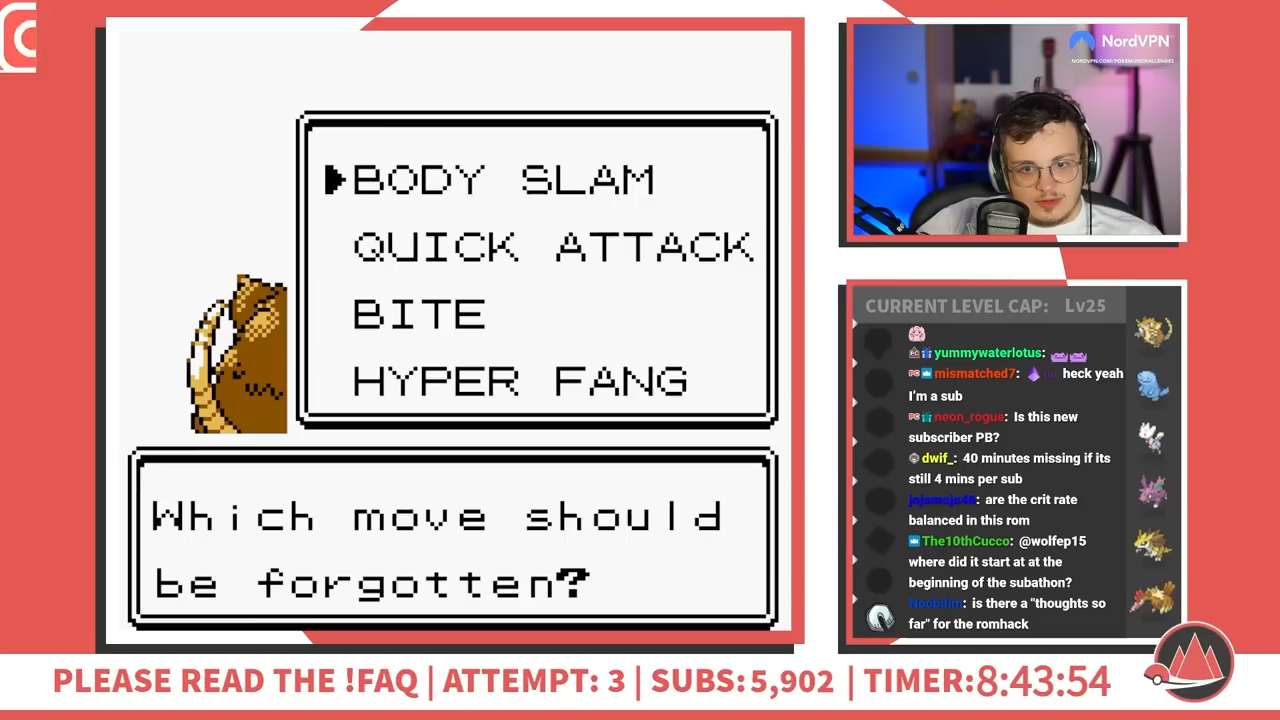 NordVPN
NORDVPN.COM/POKEMONCHALLENGES
BODY SLAM
QUICK ATTACK
BITE
HYPER FANG
Which move should
be forgotten?
CURRENT LEVEL CAP: Lv25
yummywaterlotus:
mismatched7: heck yeah
I'm a sub
neon_rogue: Is this new
subscriber PB?
dwif_: 40 minutes missing if its
still 4 mins per sub
are the crit rate
balanced in this rom
The10thCucco: @wolfep15
where did it start at at the
beginning of the subathon?
is there a "thoughts so
far" for the romhack
PLEASE READ THE !FAQ | ATTEMPT: 3 | SUBS: 5,902 | TIMER: 8:43:54